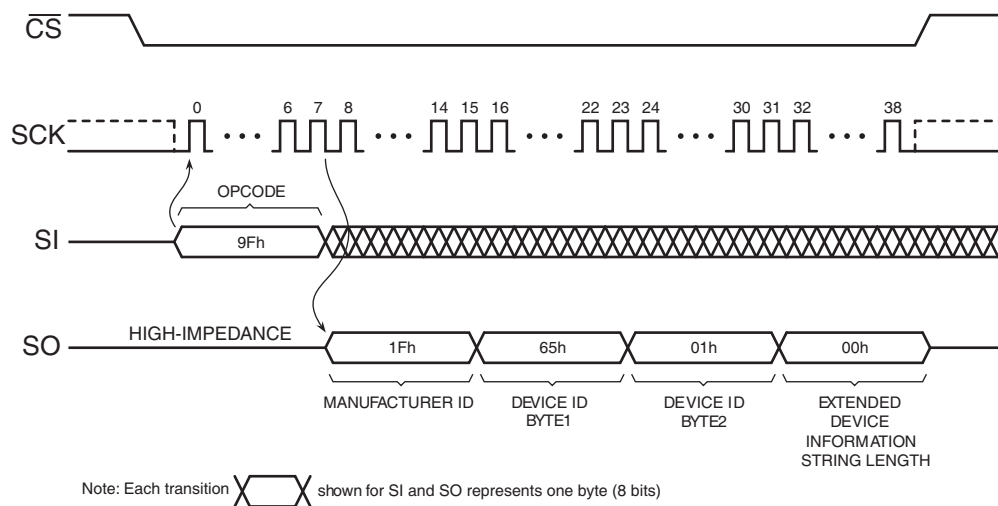 CS
SCK
0 6 7 8 14 15 16 22 23 24 30 31 32 38
OPCODE
SI
9Fh
HIGH-IMPEDANCE
SO
1Fh 65h 01h 00h
MANUFACTURER ID
DEVICE ID
BYTE1
DEVICE ID
BYTE2
EXTENDED
DEVICE
INFORMATION
STRING LENGTH
Note: Each transition shown for SI and SO represents one byte (8 bits)